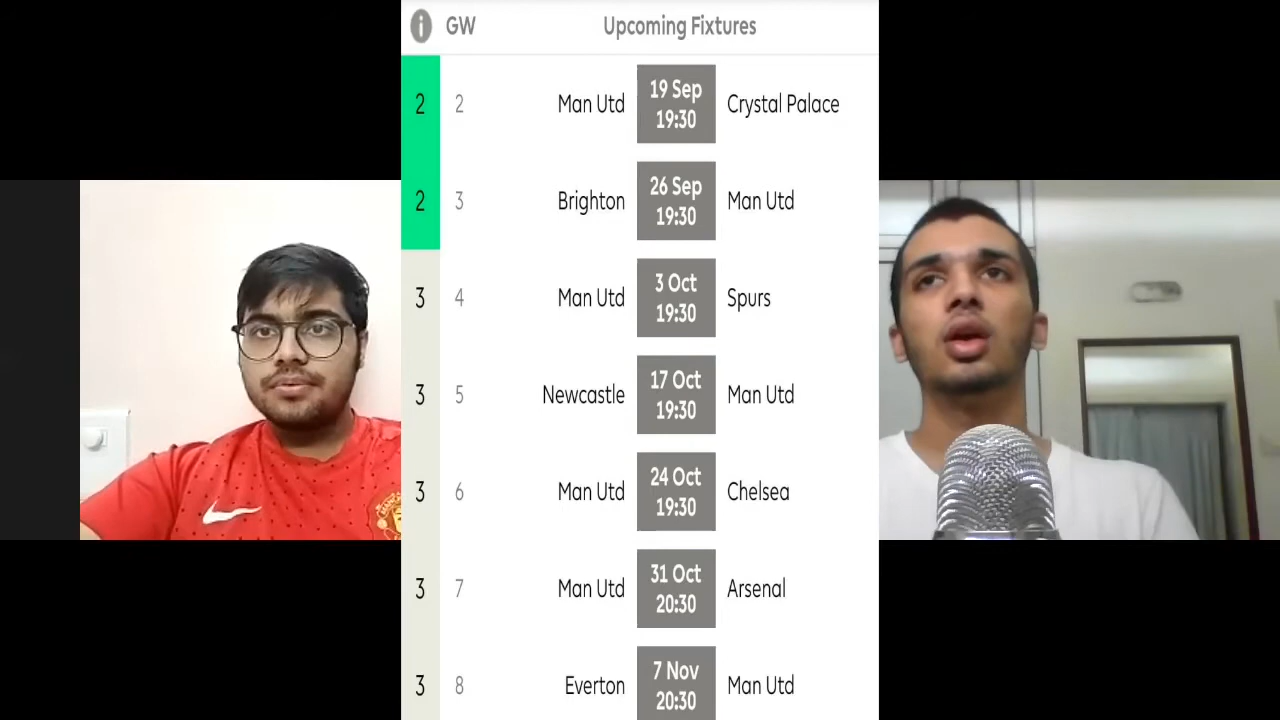 i GW Upcoming Fixtures
2 2 Man Utd 19 Sep 19:30 Crystal Palace
2 3 Brighton 26 Sep 19:30 Man Utd
3 4 Man Utd 3 Oct 19:30 Spurs
3 5 Newcastle 17 Oct 19:30 Man Utd
3 6 Man Utd 24 Oct 19:30 Chelsea
3 7 Man Utd 31 Oct 20:30 Arsenal
3 8 Everton 7 Nov 20:30 Man Utd